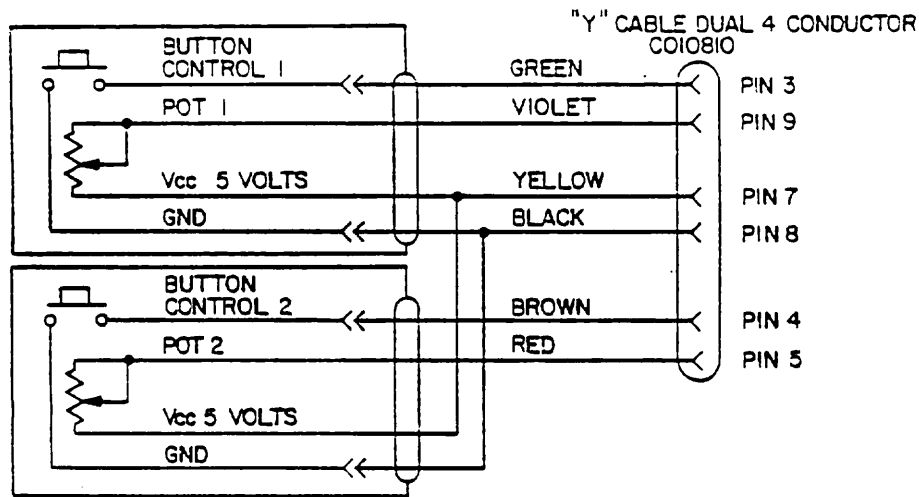 "Y" CABLE DUAL 4 CONDUCTOR
C010810
BUTTON
CONTROL 1
GREEN
PIN 3
POT 1
VIOLET
PIN 9
Vcc 5 VOLTS
YELLOW
PIN 7
GND
BLACK
PIN 8
BUTTON
CONTROL 2
BROWN
PIN 4
POT 2
RED
PIN 5
Vcc 5 VOLTS
GND